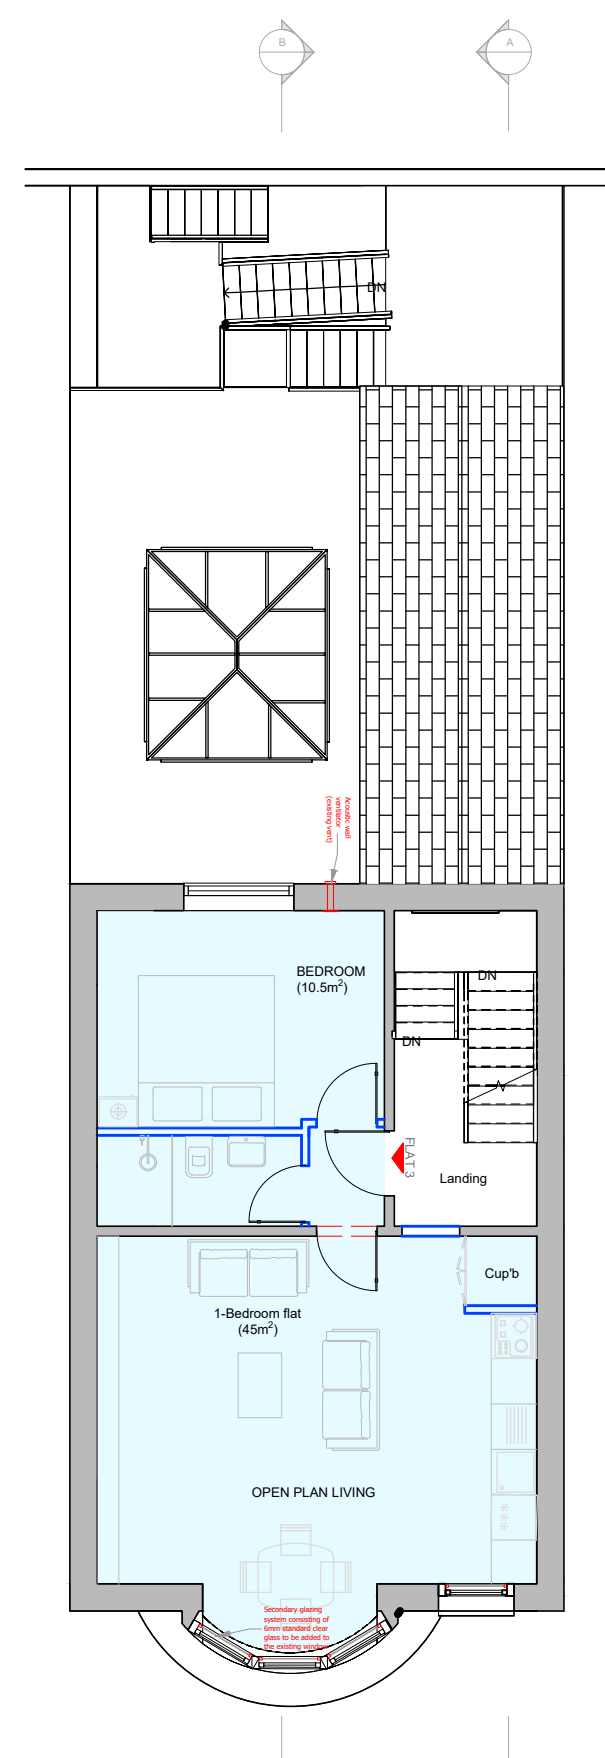 B
A
DN
Acoustic wall
ventilator
(existing vent)
BEDROOM
(10.5m²)
DN
DN
FLAT 3
Landing
Cup'b
1-Bedroom flat
(45m²)
OPEN PLAN LIVING
Secondary glazing
system consisting of
6mm standard clear
glass to be added to
the existing window